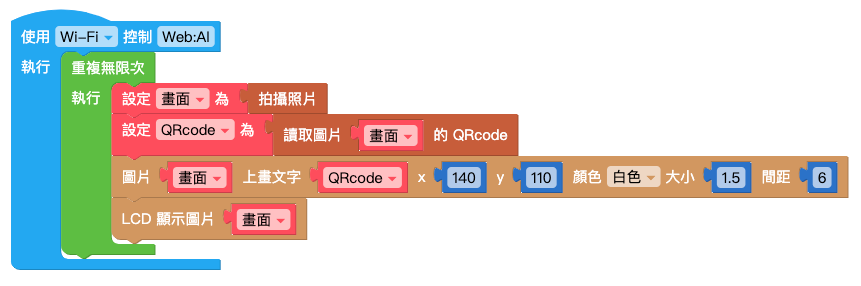 使用 Wi-Fi 控制 Web:AI
執行 重複無限次
執行 設定 畫面 為 拍攝照片
設定 QRcode 為 讀取圖片 畫面 的 QRcode
圖片 畫面 上畫文字 QRcode x 140 y 110 顏色 白色 大小 1.5 間距 6
LCD 顯示圖片 畫面